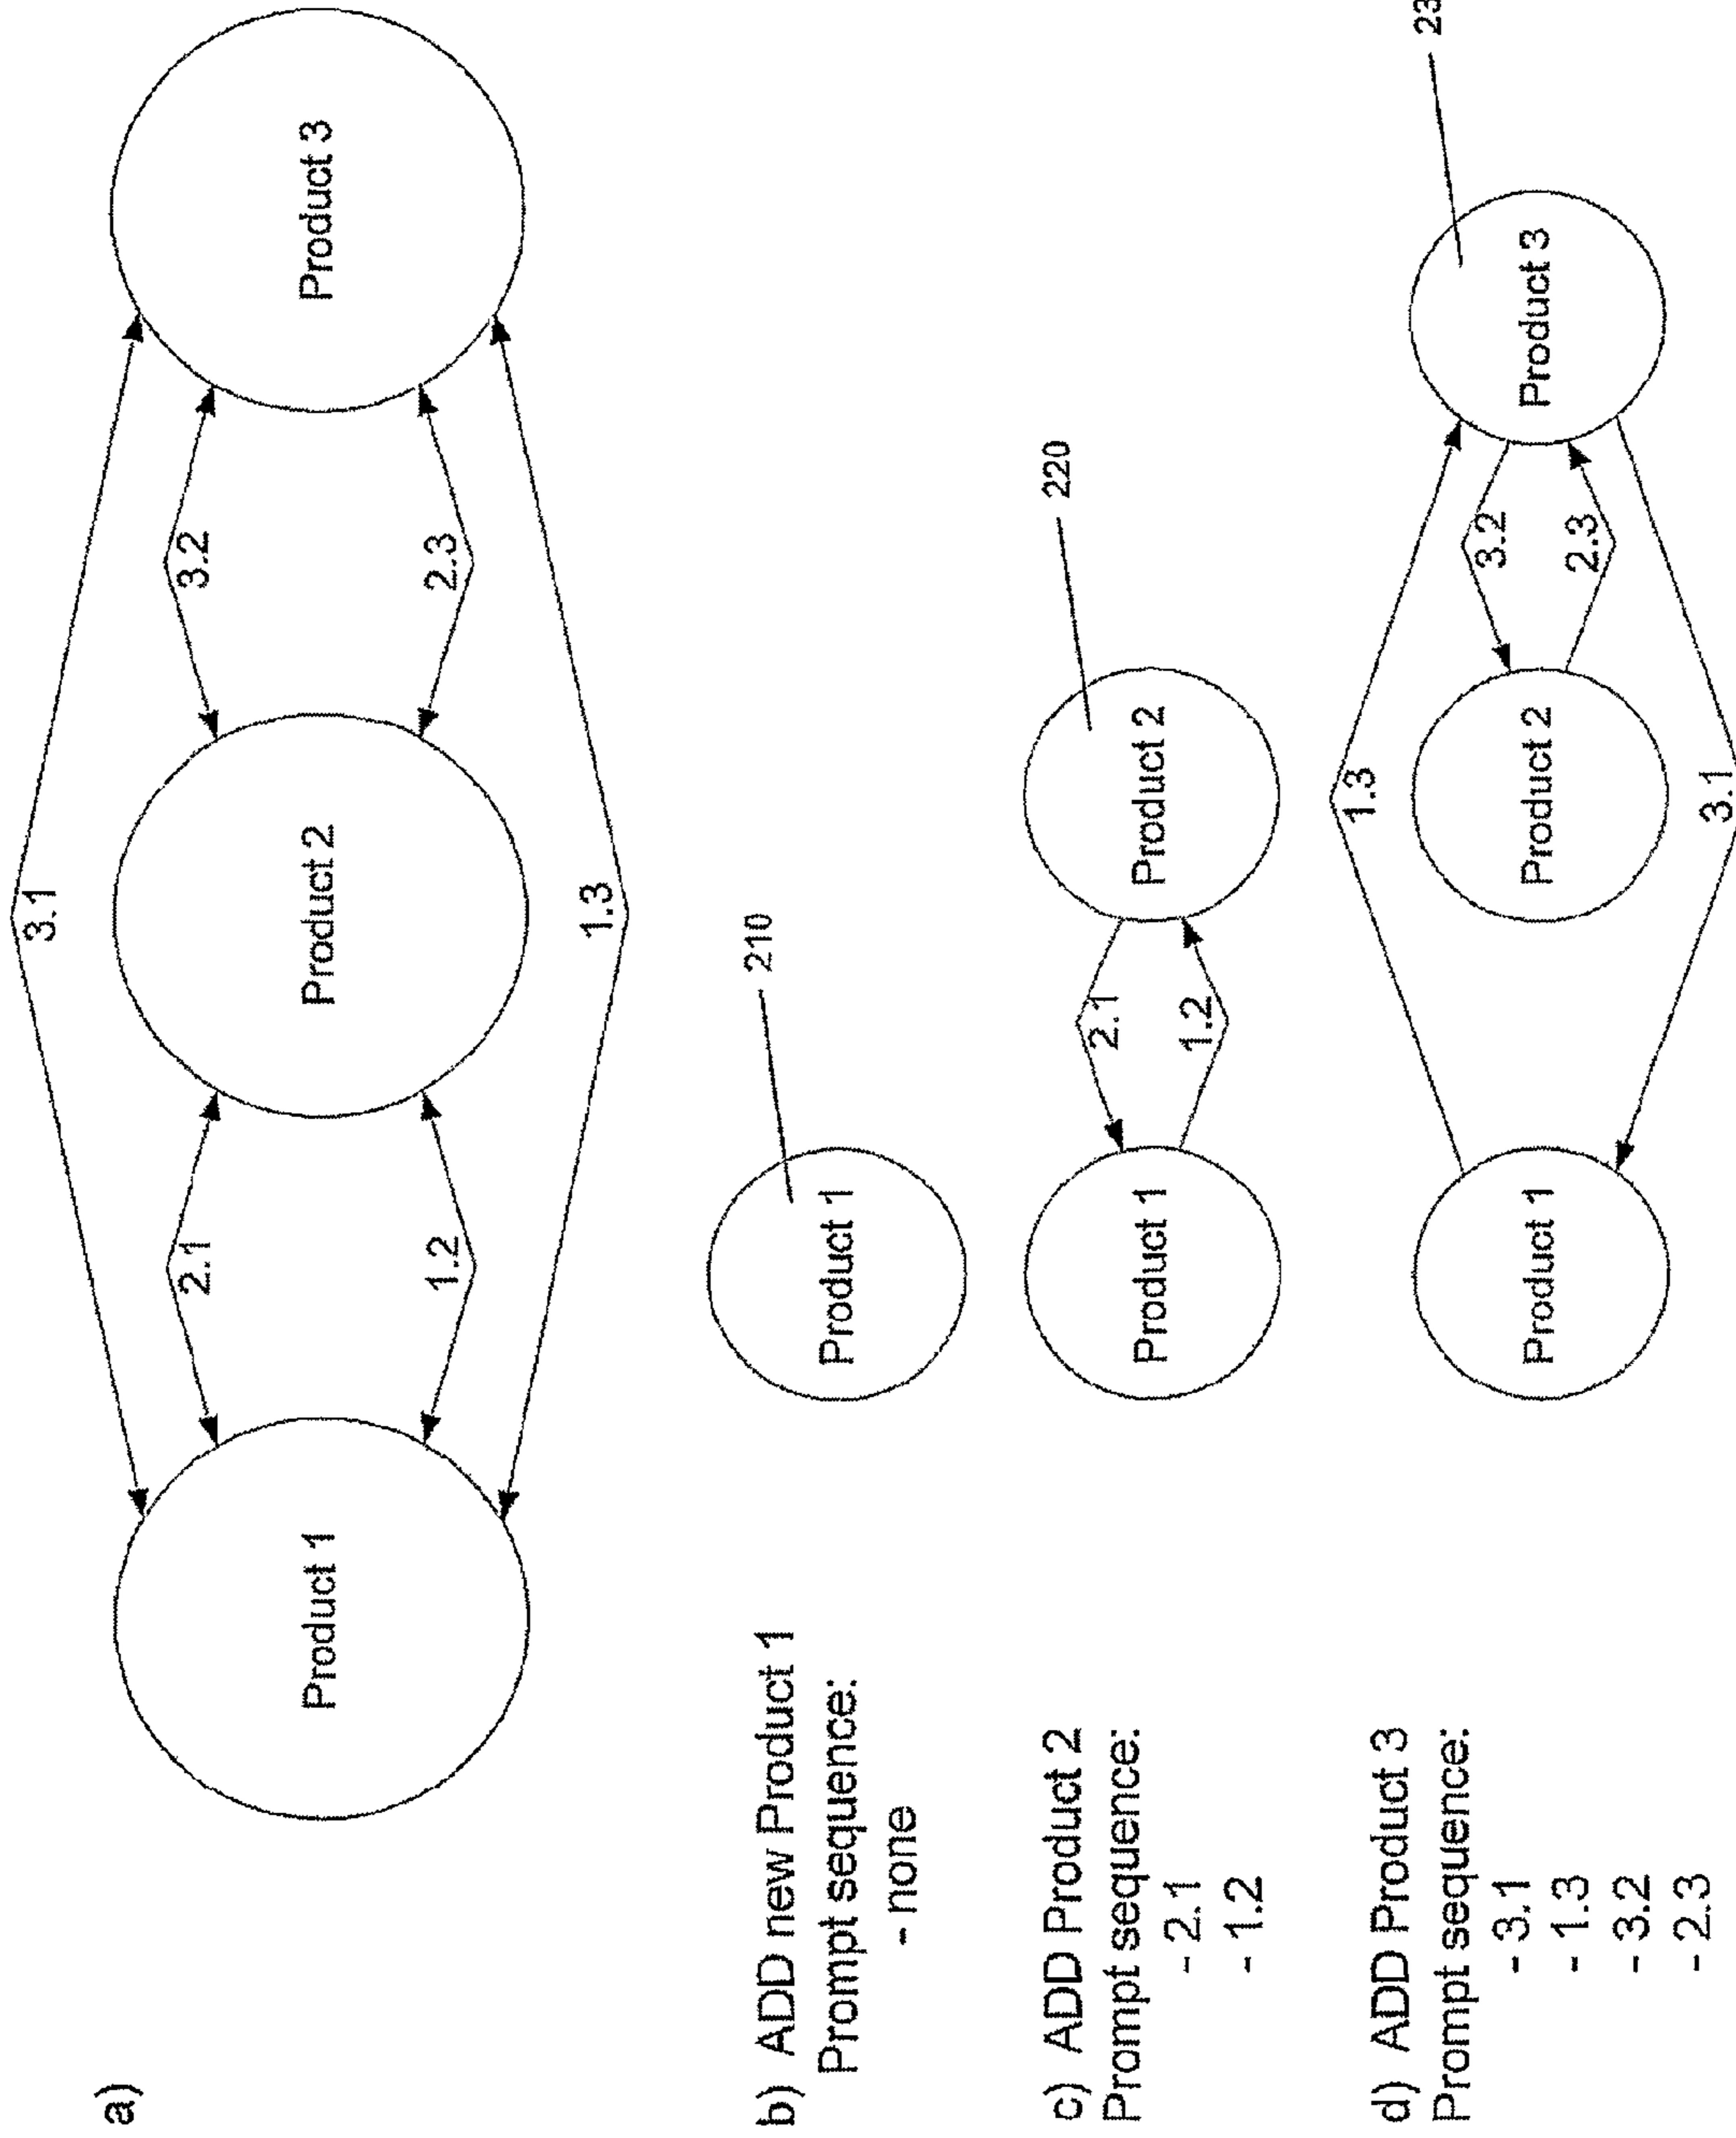 a)
3.1
2.1
3.2
Product 1
Product 2
Product 3
1.2
2.3
1.3
b) ADD new Product 1
Prompt sequence:
- none
210
Product 1
c) ADD Product 2
Prompt sequence:
- 2.1
- 1.2
220
2.1
Product 1
Product 2
1.2
d) ADD Product 3
Prompt sequence:
- 3.1
- 1.3
- 3.2
- 2.3
23
1.3
3.2
Product 1
Product 2
Product 3
2.3
3.1